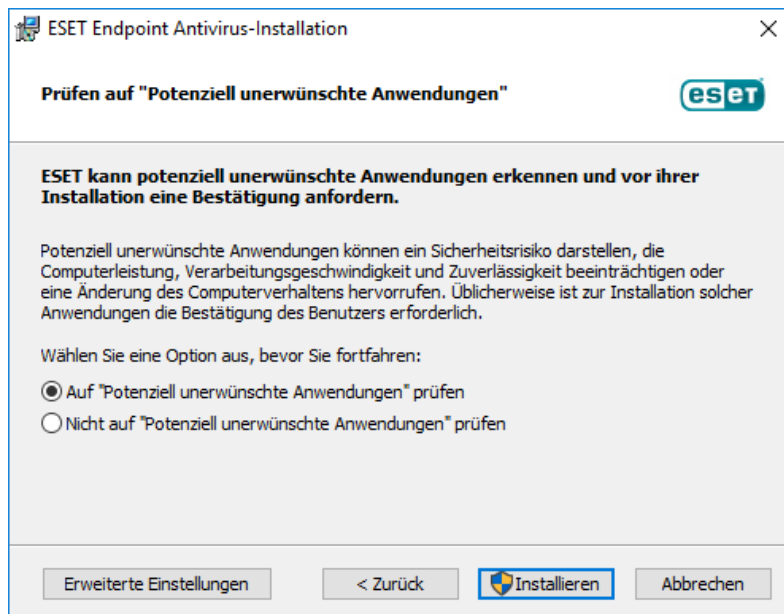 ESET Endpoint Antivirus-Installation
Prüfen auf "Potenziell unerwünschte Anwendungen"
eseT
ESET kann potenziell unerwünschte Anwendungen erkennen und vor ihrer
Installation eine Bestätigung anfordern.
Potenziell unerwünschte Anwendungen können ein Sicherheitsrisiko darstellen, die
Computerleistung, Verarbeitungsgeschwindigkeit und Zuverlässigkeit beeinträchtigen oder
eine Änderung des Computerverhaltens hervorrufen. Üblicherweise ist zur Installation solcher
Anwendungen die Bestätigung des Benutzers erforderlich.
Wählen Sie eine Option aus, bevor Sie fortfahren:
Auf "Potenziell unerwünschte Anwendungen" prüfen
Nicht auf "Potenziell unerwünschte Anwendungen" prüfen
Erweiterte Einstellungen < Zurück Installieren Abbrechen